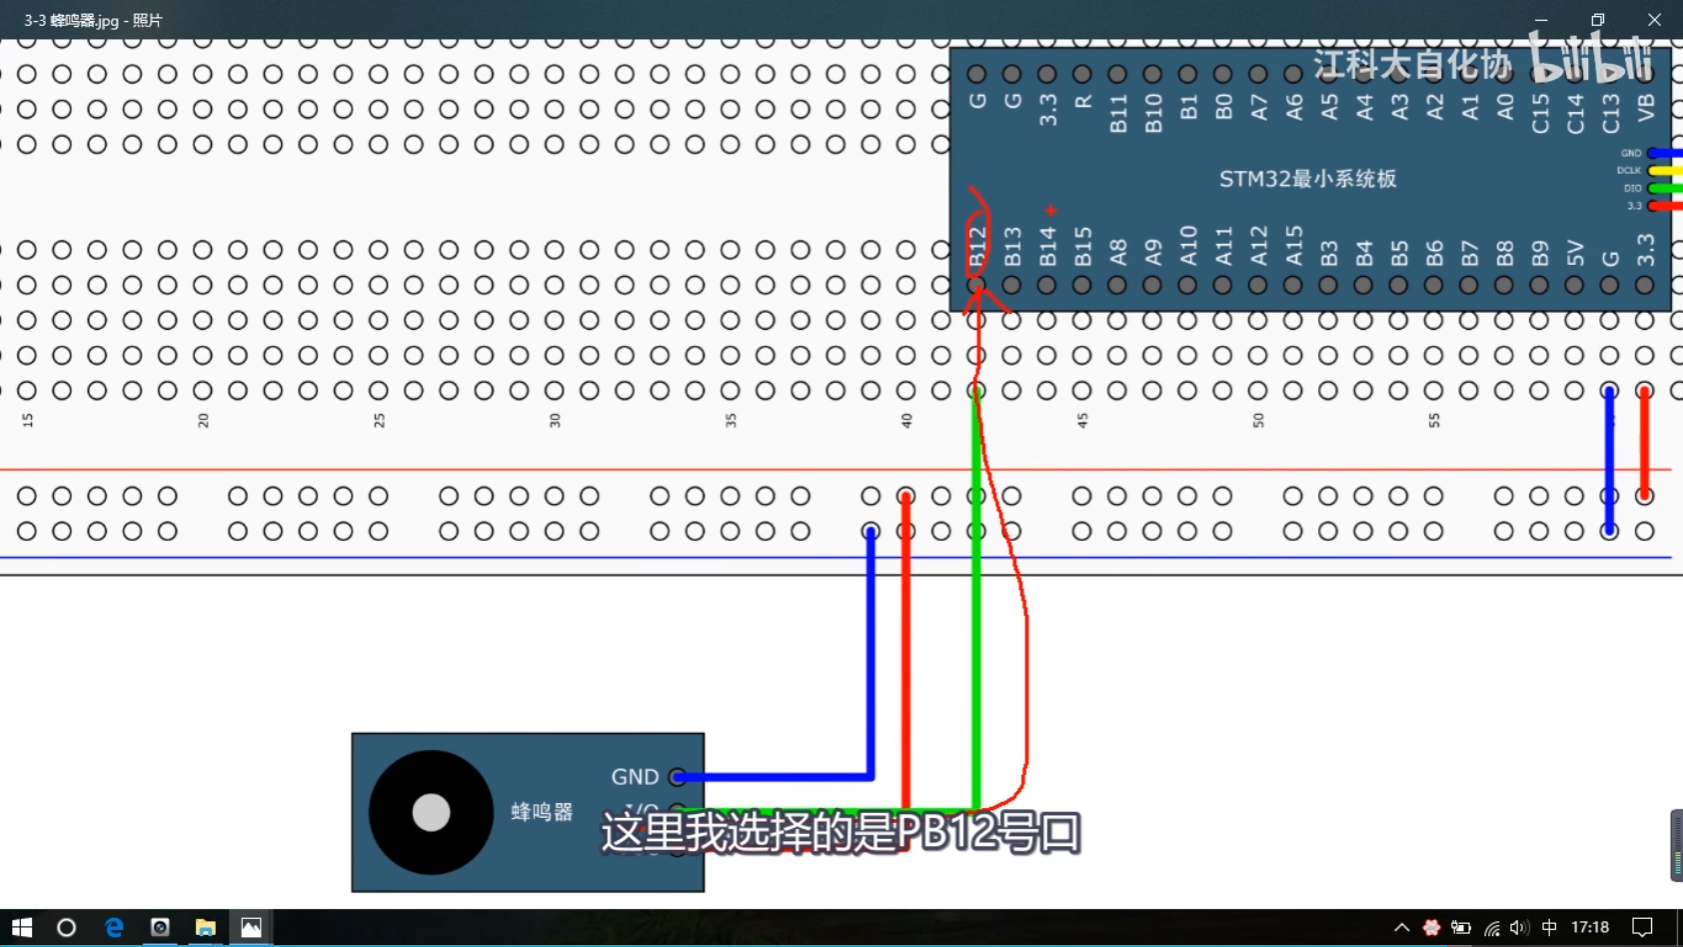 3-3 蜂鸣器.jpg - 照片
江科大自化协 bilibili
G G 3.3 R B11 B10 B1 B0 A7 A6 A5 A4 A3 A2 A1 A0 C15 C14 C13 VB
GND
DCLK
STM32最小系统板
DIO
3.3
B12 B13 B14 B15 A8 A9 A10 A11 A12 A15 B3 B4 B5 B6 B7 B8 B9 5V G 3.3
15 20 25 30 35 40 45 50 55
GND
蜂鸣器 I/O
这里我选择的是PB12号口
中 17:18